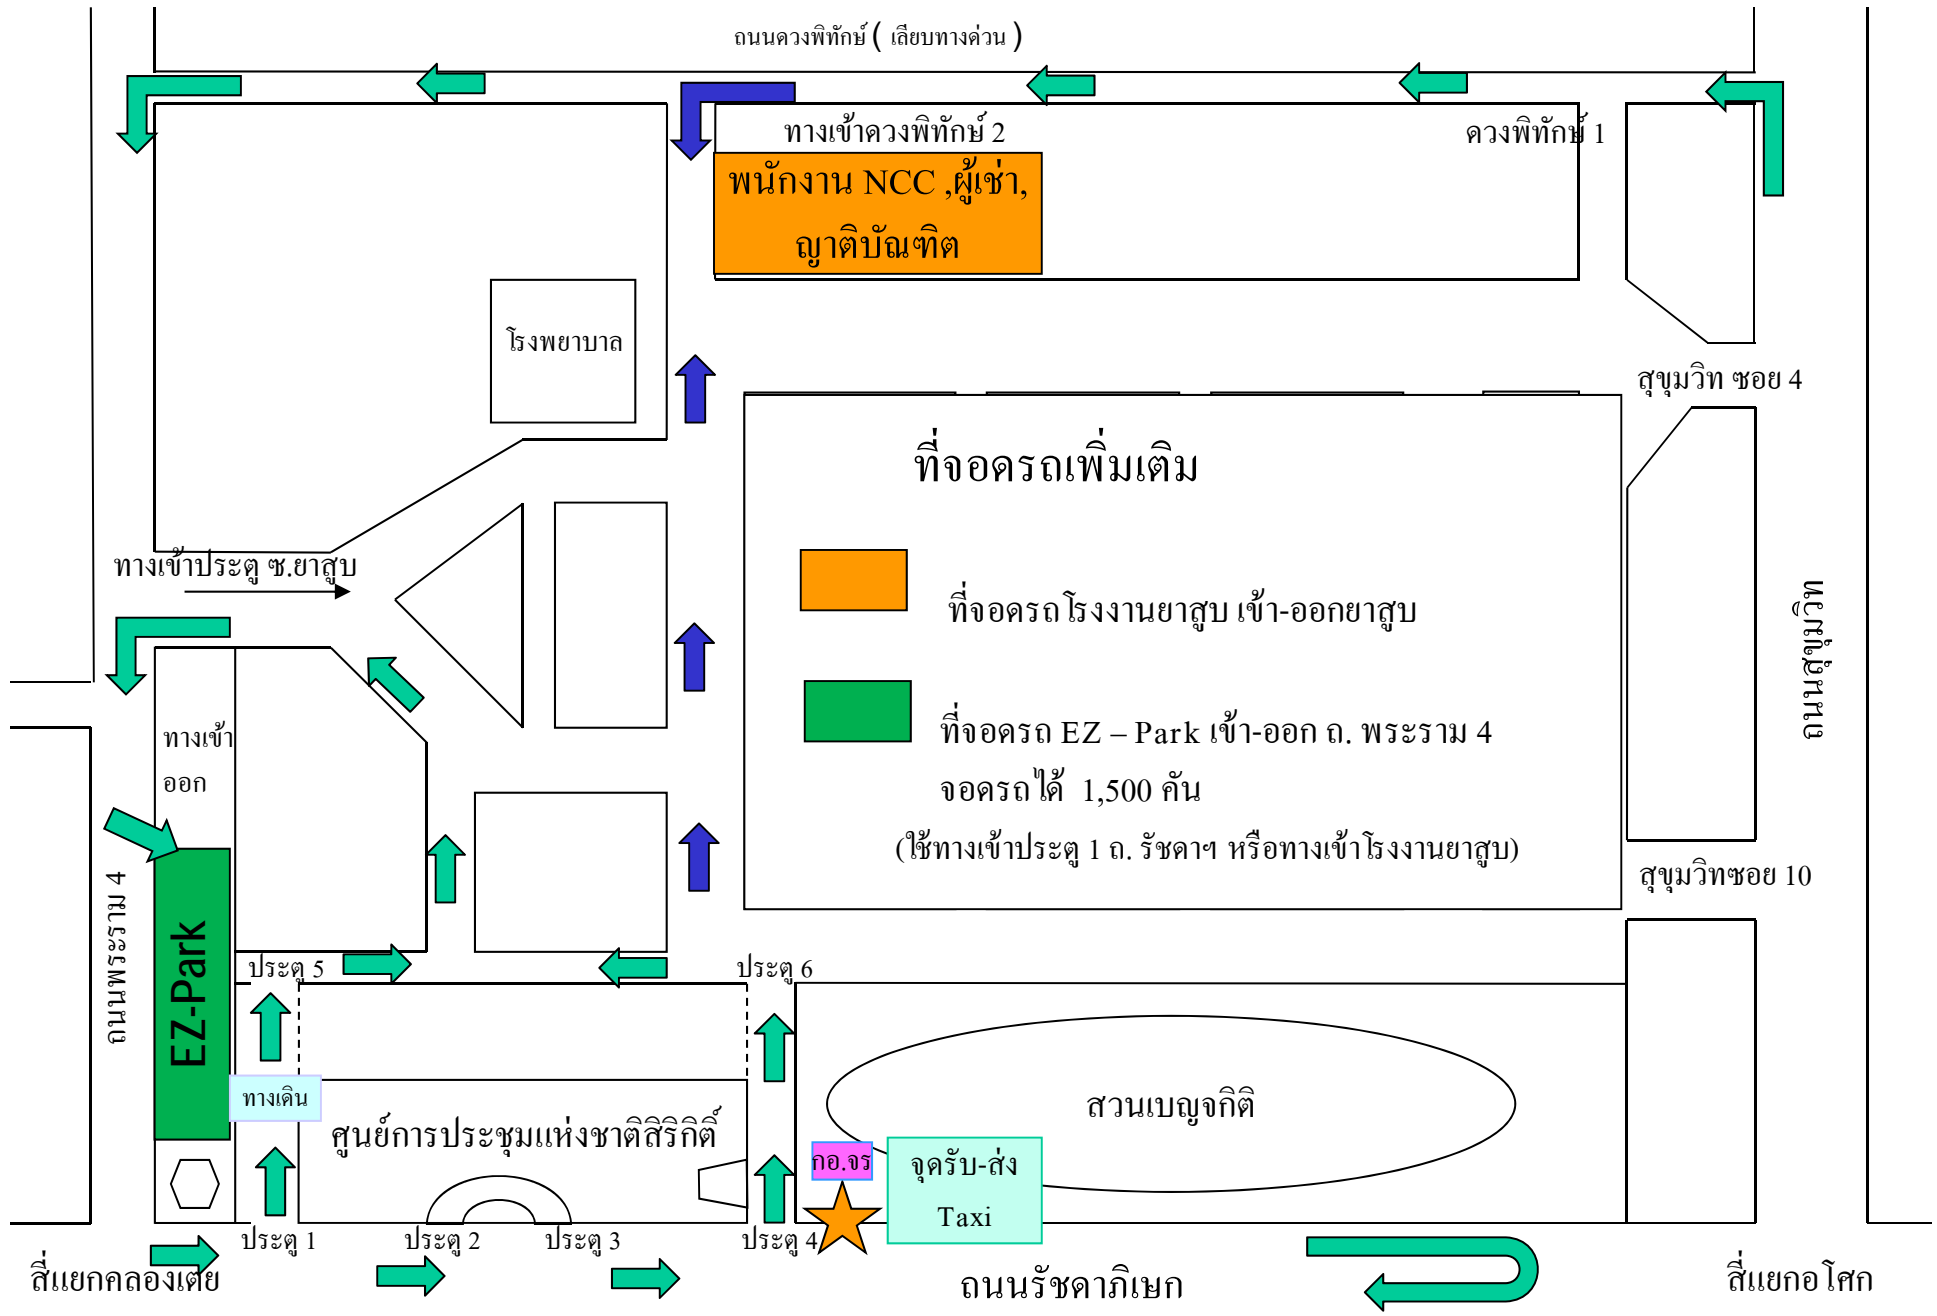 ถนนดวงพิทักษ์ ( เลียบทางด่วน )
ทางเข้าดวงพิทักษ์ 2
ดวงพิทักษ์ 1
พนักงาน NCC ,ผู้เช่า,
ญาติบัณฑิต
โรงพยาบาล
สุขุมวิท ซอย 4
ที่จอดรถเพิ่มเติม
ทางเข้าประตู ซ.ยาสูบ
ที่จอดรถโรงงานยาสูบ เข้า-ออกยาสูบ
ถนนสุขุมวิท
ทางเข้า
ออก
ที่จอดรถ EZ – Park เข้า-ออก ถ. พระราม 4
จอดรถได้ 1,500 คัน
(ใช้ทางเข้าประตู 1 ถ. รัชดาฯ หรือทางเข้าโรงงานยาสูบ)
สุขุมวิทซอย 10
ถนนพระราม 4
EZ-Park
ประตู 5
ประตู 6
ทางเดิน
ศูนย์การประชุมแห่งชาติสิริกิติ์
สวนเบญจกิติ
กอ.จร
จุดรับ-ส่ง
Taxi
ประตู 1
ประตู 2
ประตู 3
ประตู 4
สี่แยกคลองเตย
ถนนรัชดาภิเษก
สี่แยกอโศก